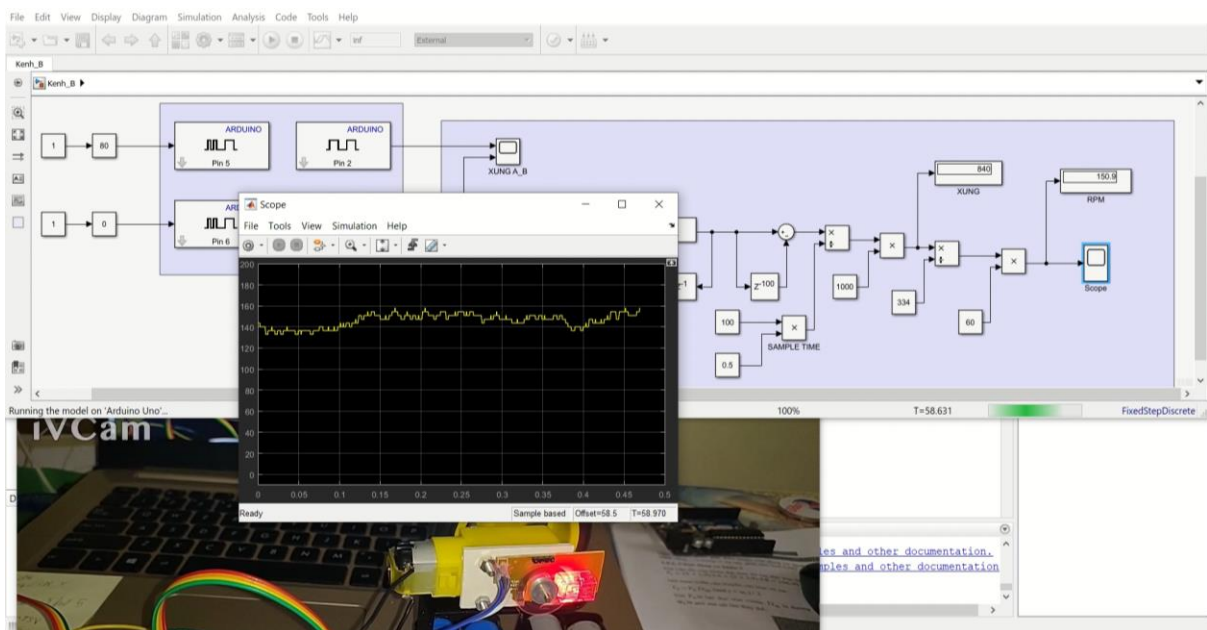 File Edit View Display Diagram Simulation Analysis Code Tools Help
Inf
External
Kenh_B
Kenh_B
1
80
ARDUINO
Pin 5
ARDUINO
Pin 2
XUNG A_B
840
XUNG
150.9
RPM
1
0
Pin 6
Scope
File Tools View Simulation Help
200
180
160
140
120
100
80
60
40
20
0
0 0.05 0.1 0.15 0.2 0.25 0.3 0.35 0.4 0.45 0.5
Ready
Sample based Offset=58.5 T=58.970
z-100
1000
334
60
100
0.5
SAMPLE TIME
Scope
Running the model on 'Arduino Uno'...
100%
T=58.631
FixedStepDiscrete
iVCam
and other documentation.
and other documentation